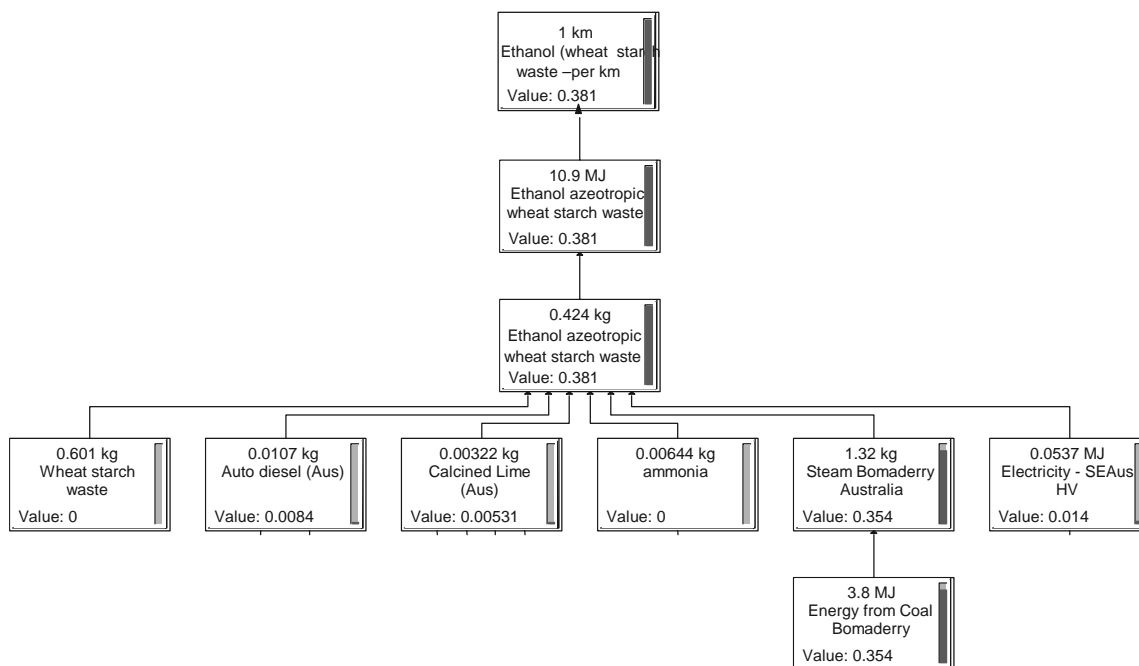 1 km
Ethanol (wheat starch
waste –per km
Value: 0.381
10.9 MJ
Ethanol azeotropic
wheat starch waste
Value: 0.381
0.424 kg
Ethanol azeotropic
wheat starch waste
Value: 0.381
0.601 kg
Wheat starch
waste
Value: 0
0.0107 kg
Auto diesel (Aus)
Value: 0.0084
0.00322 kg
Calcined Lime
(Aus)
Value: 0.00531
0.00644 kg
ammonia
Value: 0
1.32 kg
Steam Bomaderry
Australia
Value: 0.354
0.0537 MJ
Electricity - SEAus
HV
Value: 0.014
3.8 MJ
Energy from Coal
Bomaderry
Value: 0.354